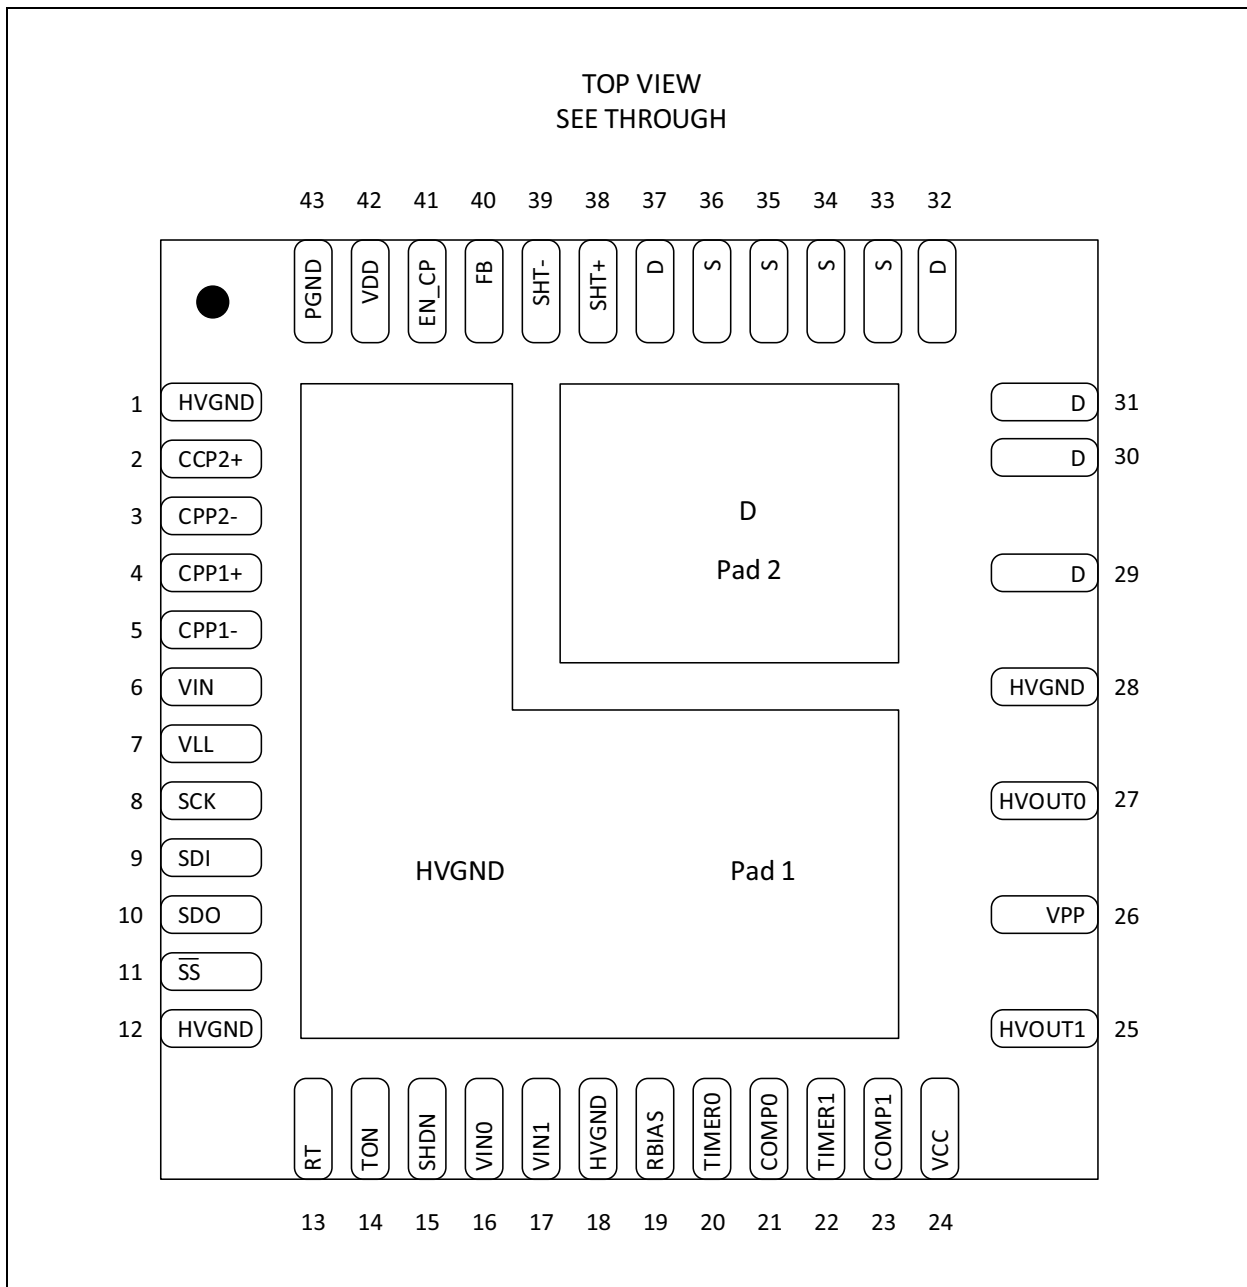 TOP VIEW
SEE THROUGH
43 42 41 40 39 38 37 36 35 34 33 32
PGND VDD EN_CP FB SHT- SHT+ D S S S S D
1 HVGND D 31
2 CCP2+ D 30
3 CPP2- D
4 CPP1+ Pad 2 D 29
5 CPP1-
6 VIN HVGND 28
7 VLL
8 SCK HVOUT0 27
9 SDI HVGND Pad 1
10 SDO VPP 26
11 S̅S̅
12 HVGND HVOUT1 25
RT TON SHDN VIN0 VIN1 HVGND RBIAS TIMER0 COMP0 TIMER1 COMP1 VCC
13 14 15 16 17 18 19 20 21 22 23 24